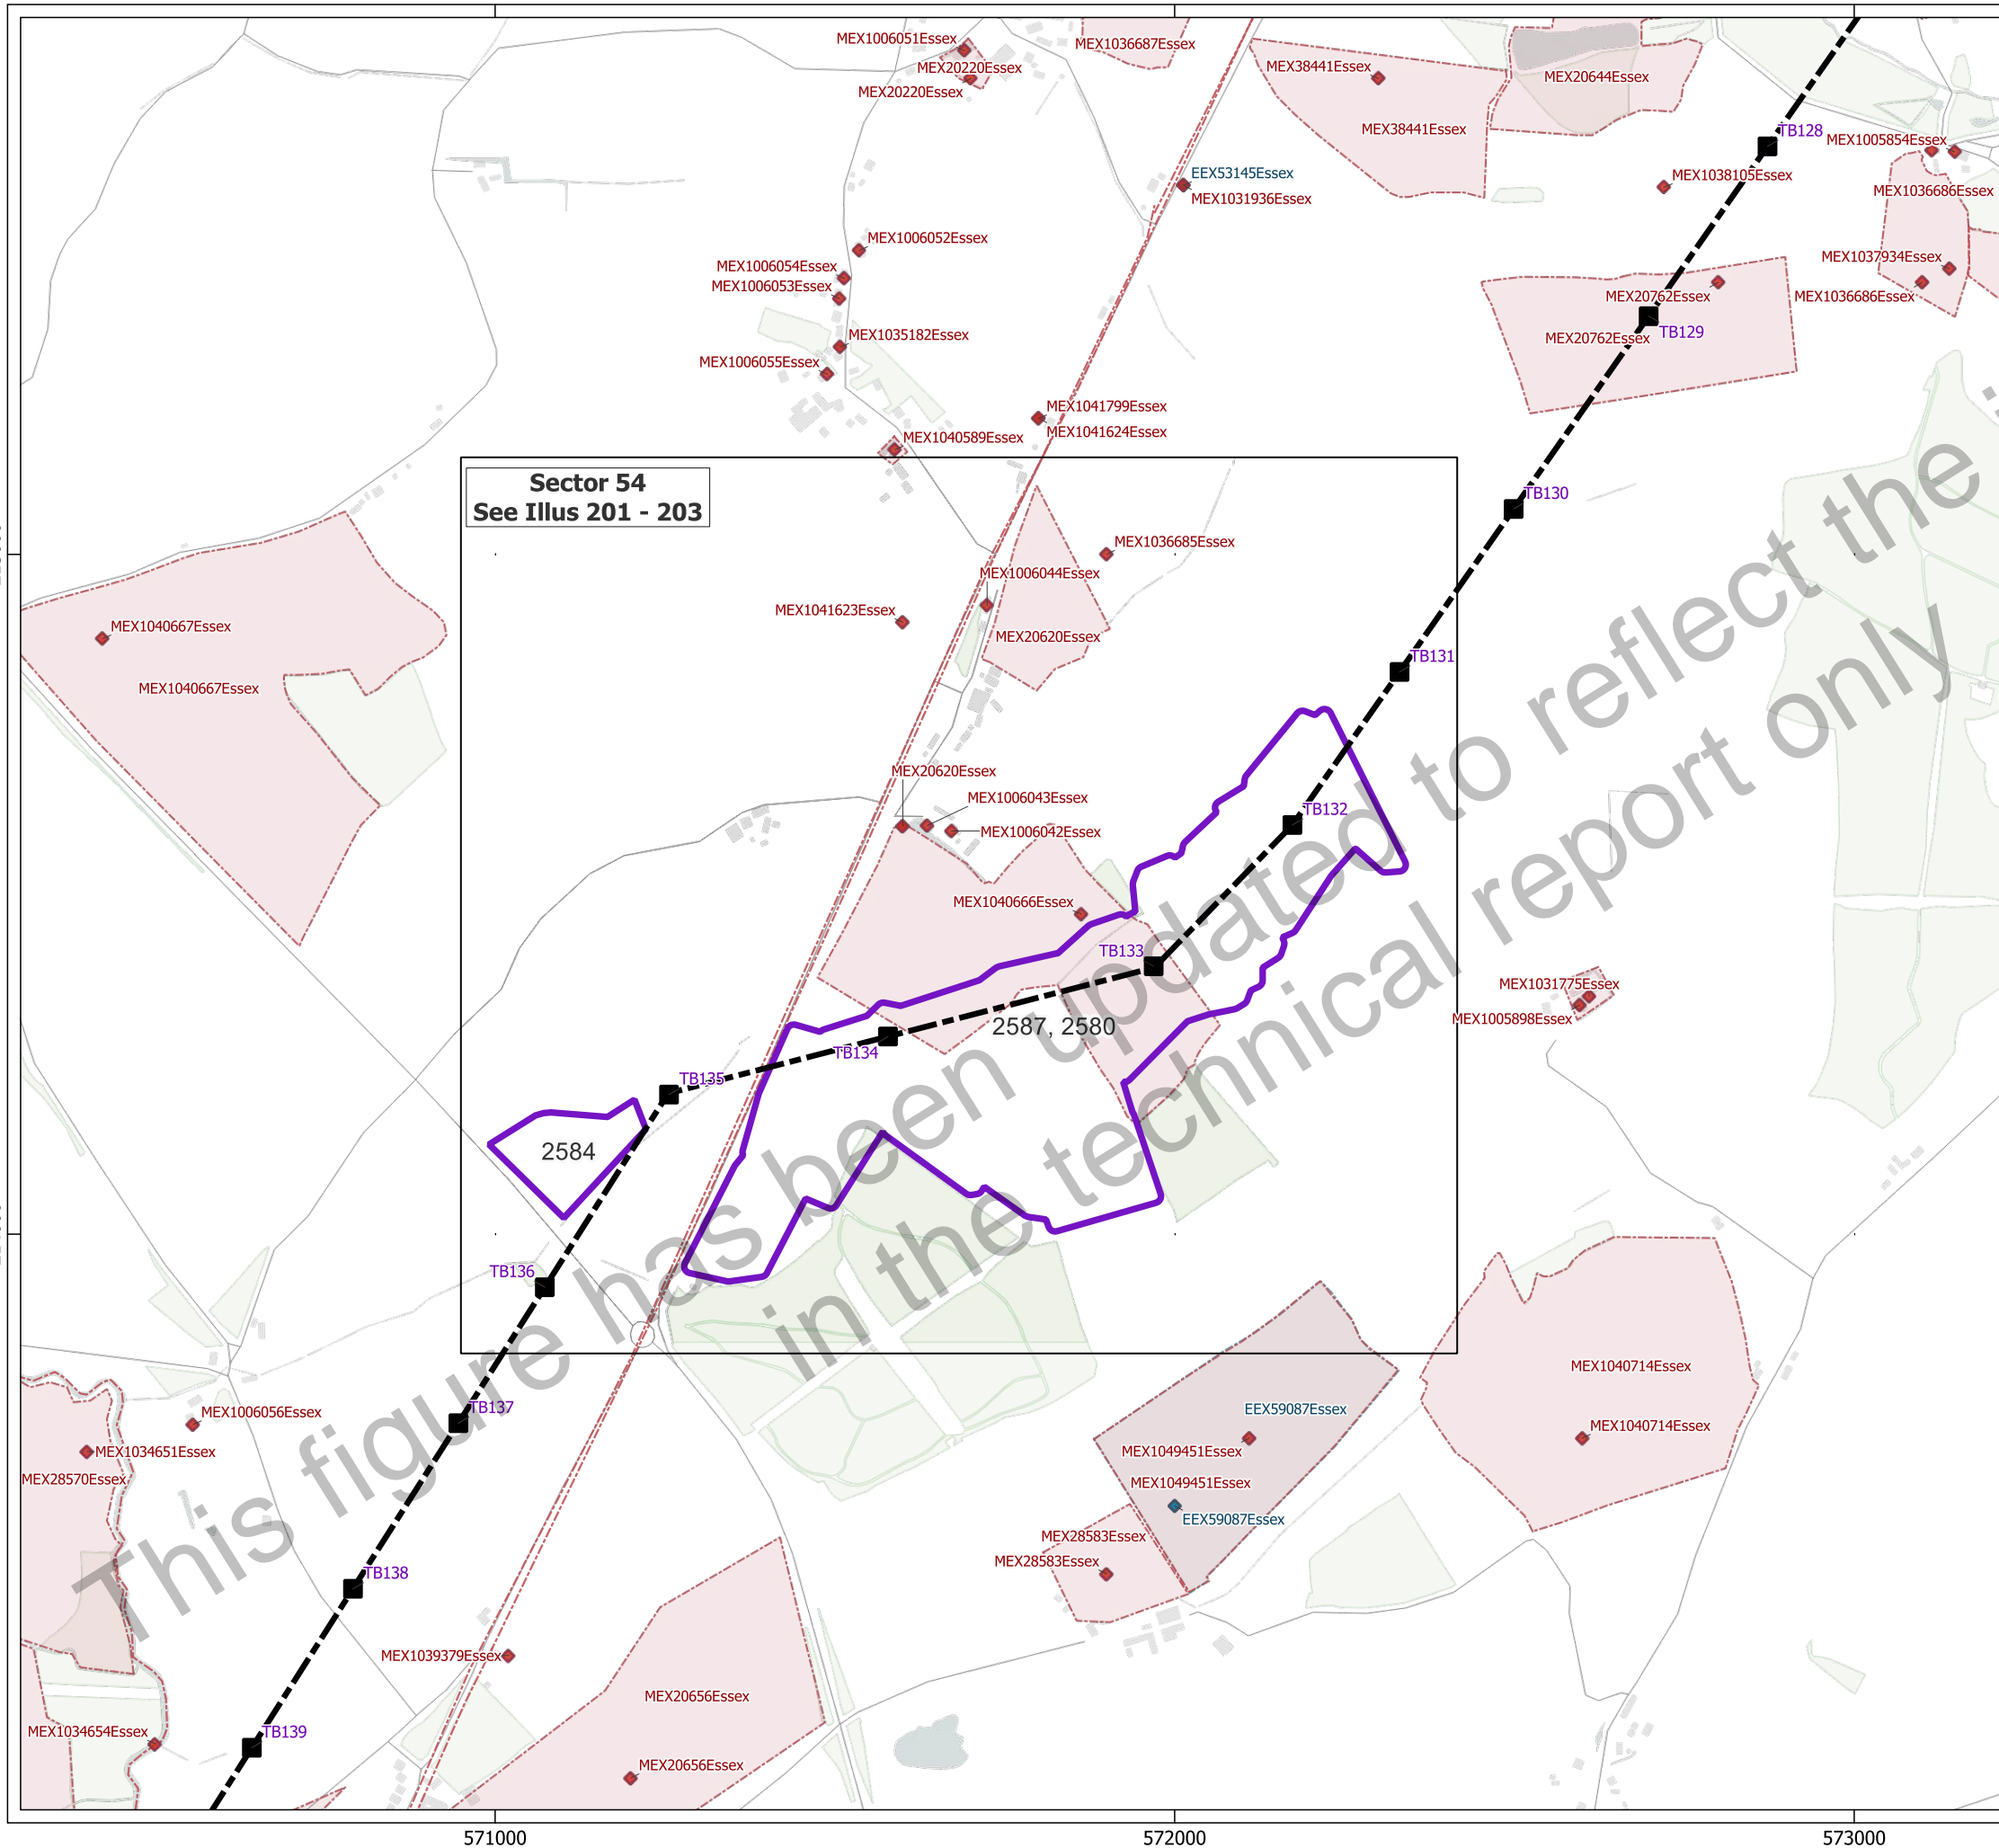 MEX1006051Essex
MEX20220Essex
MEX20220Essex
MEX1036687Essex
MEX38441Essex
MEX38441Essex
MEX20644Essex
TB128
MEX1005854Essex
MEX1038105Essex
MEX1036686Essex
EEX53145Essex
MEX1031936Essex
MEX1006052Essex
MEX1006054Essex
MEX1006053Essex
MEX1037934Essex
MEX1036686Essex
MEX20762Essex
MEX20762Essex
TB129
MEX1035182Essex
MEX1006055Essex
MEX1041799Essex
MEX1041624Essex
MEX1040589Essex
Sector 54
See Illus 201 - 203
TB130
MEX1036685Essex
MEX1006044Essex
MEX1041623Essex
MEX20620Essex
MEX1040667Essex
MEX1040667Essex
TB131
MEX20620Essex
MEX1006043Essex
MEX1006042Essex
TB132
MEX1040666Essex
TB133
MEX1031775Essex
MEX1005898Essex
2587, 2580
TB134
TB135
2584
TB136
MEX1040714Essex
MEX1040714Essex
EEX59087Essex
MEX1049451Essex
MEX1049451Essex
EEX59087Essex
TB137
MEX1006056Essex
MEX1034651Essex
MEX28570Essex
MEX28583Essex
MEX28583Essex
TB138
MEX1039379Essex
MEX20656Essex
MEX1034654Essex
TB139
MEX20656Essex
This figure has been updated to reflect the
in the technical report only
571000
572000
573000